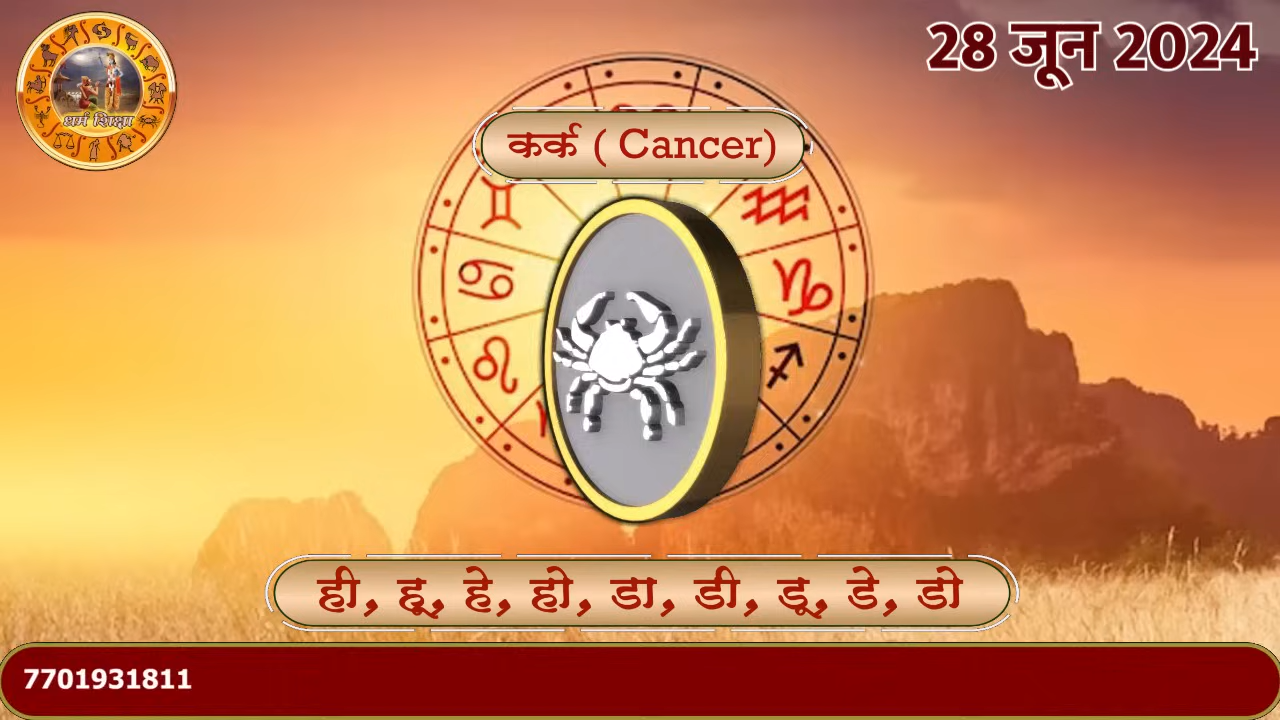 28 जून 2024
धर्म शिक्षा
कर्क ( Cancer)
ही, हू, हे, हो, डा, डी, डू, डे, डो
7701931811